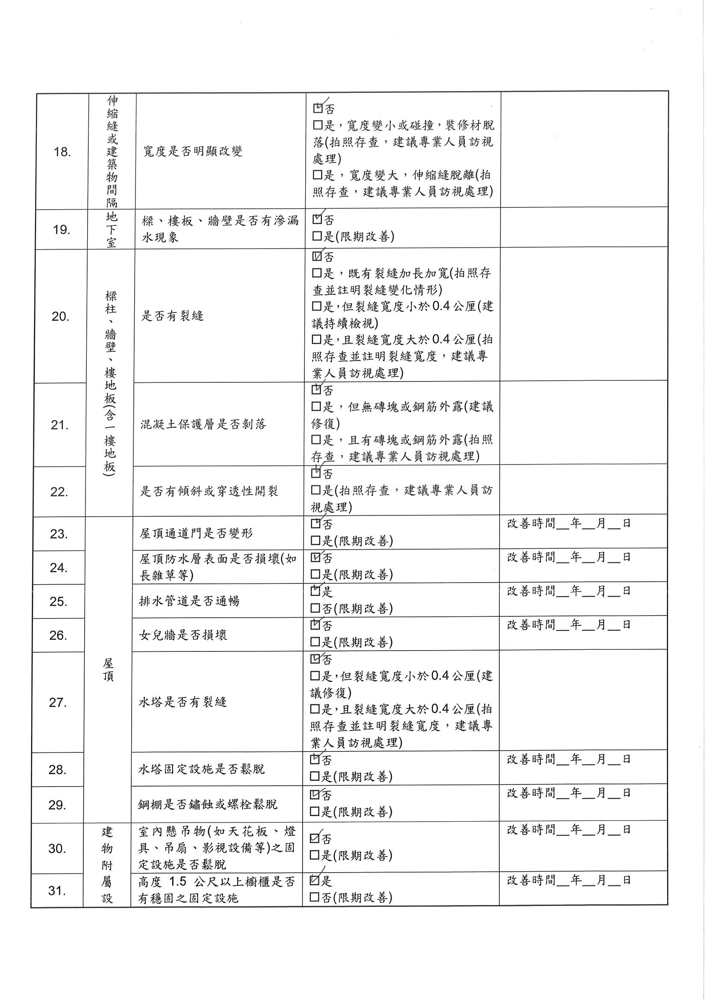 18.
伸縮縫或建築物間隔
寬度是否明顯改變
☑否
□是，寬度變小或碰撞，裝修材脫
落(拍照存查，建議專業人員訪視
處理)
□是，寬度變大，伸縮縫脫離(拍
照存查，建議專業人員訪視處理)
19.
地下室
樑、樓板、牆壁是否有滲漏
水現象
☑否
□是(限期改善)
20.
樑柱、牆壁、樓地板(含一樓地板)
是否有裂縫
☑否
□是，既有裂縫加長加寬(拍照存
查並註明裂縫變化情形)
□是，但裂縫寬度小於0.4公厘(建
議持續檢視)
□是，且裂縫寬度大於0.4公厘(拍
照存查並註明裂縫寬度，建議專
業人員訪視處理)
21.
混凝土保護層是否剝落
☑否
□是，但無磚塊或鋼筋外露(建議
修復)
□是，且有磚塊或鋼筋外露(拍照
存查，建議專業人員訪視處理)
22.
是否有傾斜或穿透性開裂
☑否
□是(拍照存查，建議專業人員訪
視處理)
23.
屋頂
屋頂通道門是否變形
☑否
□是(限期改善)
改善時間__年__月__日
24.
屋頂防水層表面是否損壞(如
長雜草等)
☑否
□是(限期改善)
改善時間__年__月__日
25.
排水管道是否通暢
☑是
□否(限期改善)
改善時間__年__月__日
26.
女兒牆是否損壞
☑否
□是(限期改善)
改善時間__年__月__日
27.
水塔是否有裂縫
☑否
□是，但裂縫寬度小於0.4公厘(建
議修復)
□是，且裂縫寬度大於0.4公厘(拍
照存查並註明裂縫寬度，建議專
業人員訪視處理)
28.
水塔固定設施是否鬆脫
☑否
□是(限期改善)
改善時間__年__月__日
29.
鋼棚是否鏽蝕或螺栓鬆脫
☑否
□是(限期改善)
改善時間__年__月__日
30.
建物附屬設
室內懸吊物(如天花板、燈
具、吊扇、影視設備等)之固
定設施是否鬆脫
☑否
□是(限期改善)
改善時間__年__月__日
31.
高度 1.5 公尺以上櫥櫃是否
有穩固之固定設施
☑是
□否(限期改善)
改善時間__年__月__日